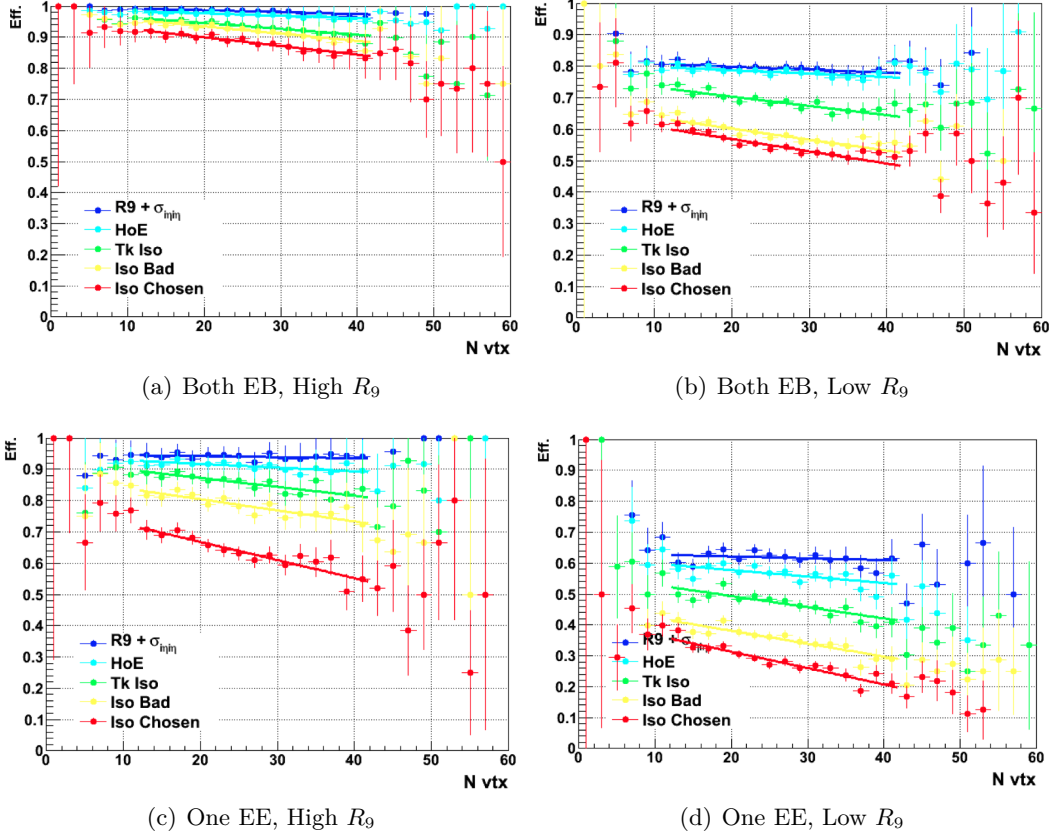 Eff.
1
0.9
0.8
0.7
0.6
0.5
0.4
0.3
0.2
0.1
0
R9 + σiηiη
HoE
Tk Iso
Iso Bad
Iso Chosen
0 10 20 30 40 50 60
N vtx
(a) Both EB, High R9
Eff.
1
0.9
0.8
0.7
0.6
0.5
0.4
0.3
0.2
0.1
0
R9 + σiηiη
HoE
Tk Iso
Iso Bad
Iso Chosen
0 10 20 30 40 50 60
N vtx
(b) Both EB, Low R9
Eff.
1
0.9
0.8
0.7
0.6
0.5
0.4
0.3
0.2
0.1
0
R9 + σiηiη
HoE
Tk Iso
Iso Bad
Iso Chosen
0 10 20 30 40 50 60
N vtx
(c) One EE, High R9
Eff.
1
0.9
0.8
0.7
0.6
0.5
0.4
0.3
0.2
0.1
0
R9 + σ
HoE
Tk Iso
Iso Bad
Iso Chosen
0 10 20 30 40 50 60
N vtx
(d) One EE, Low R9